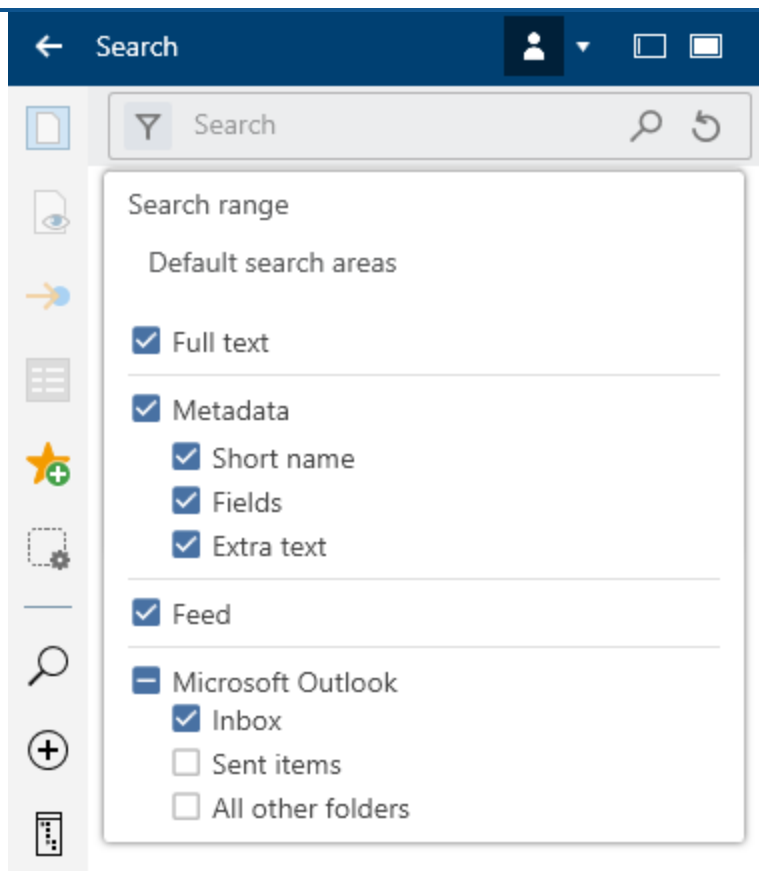 Search
Search
Search range
Default search areas
Full text
Metadata
Short name
Fields
Extra text
Feed
Microsoft Outlook
Inbox
Sent items
All other folders